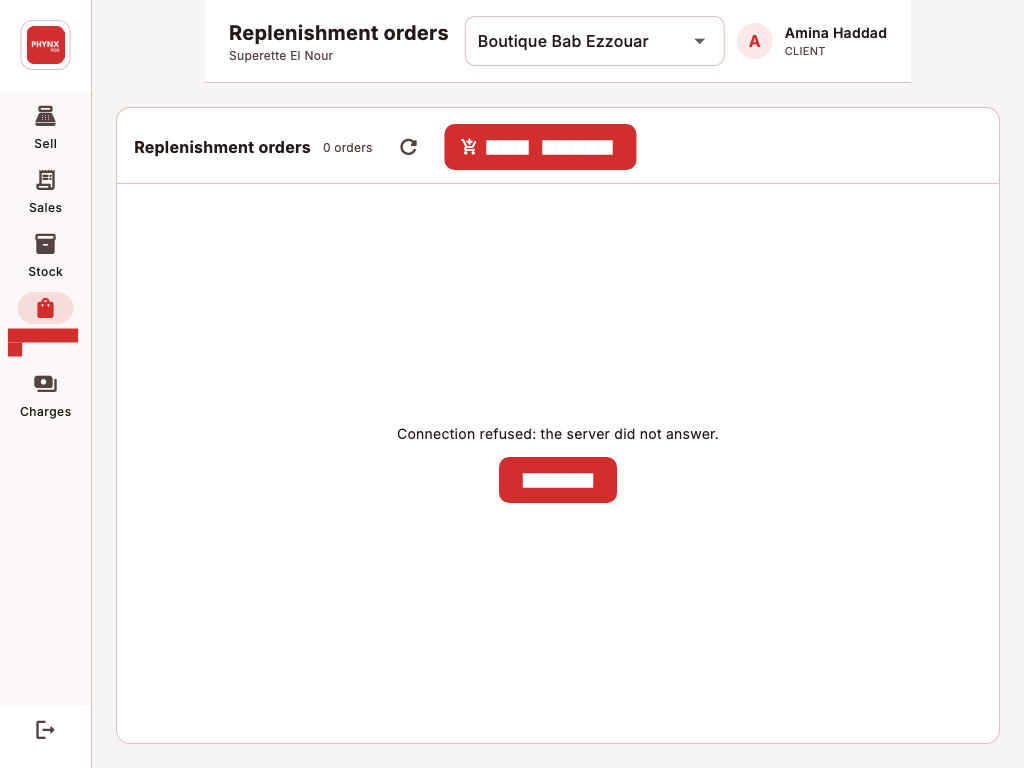 PHYNX
POS
Replenishment orders
Superette El Nour
Boutique Bab Ezzouar
A
Amina Haddad
CLIENT
Sell
Sales
Stock
Charges
Replenishment orders
0 orders
Connection refused: the server did not answer.